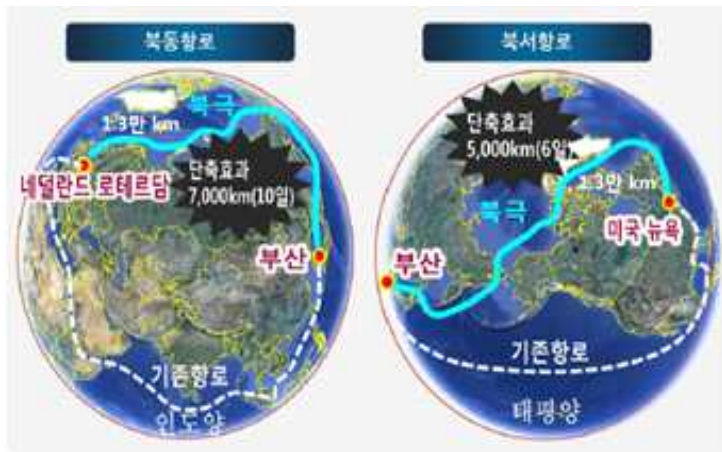 북동항로
북극
1.3만 km
단축효과
7,000km(10일)
네덜란드 로테르담
부산
기존항로
인도양
북서항로
단축효과
5,000km(6일)
1.3만 km
북극
미국 뉴욕
부산
기존항로
태평양